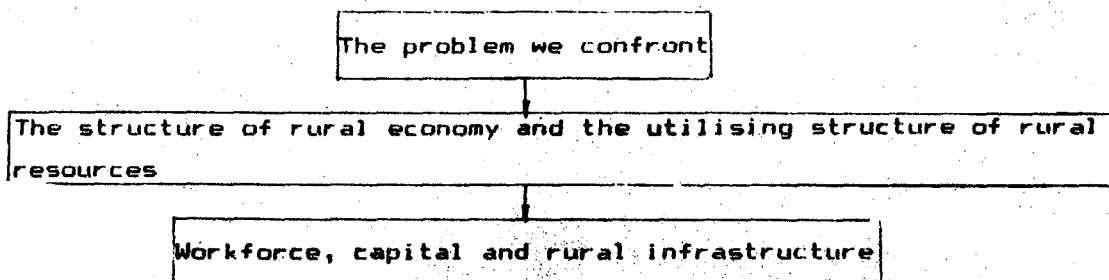 The problem we confront
The structure of rural economy and the utilising structure of rural
resources
Workforce, capital and rural infrastructure